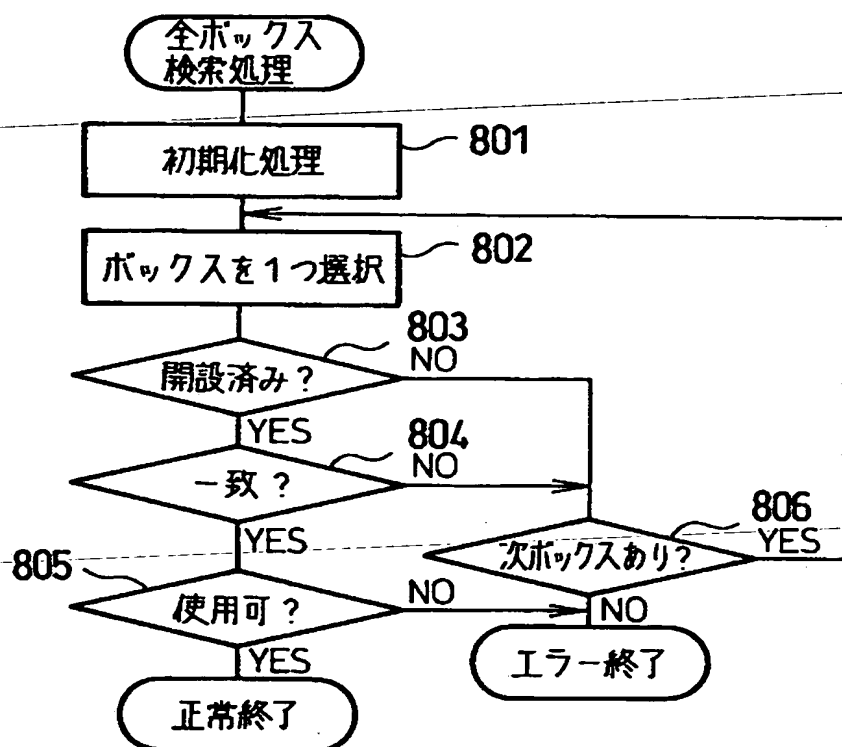 全ボックス
検索処理
初期化処理
801
ボックスを1つ選択
802
開設済み?
803
NO
YES
一致?
804
NO
YES
次ボックスあり?
806
YES
NO
805
使用可?
NO
YES
エラー終了
正常終了